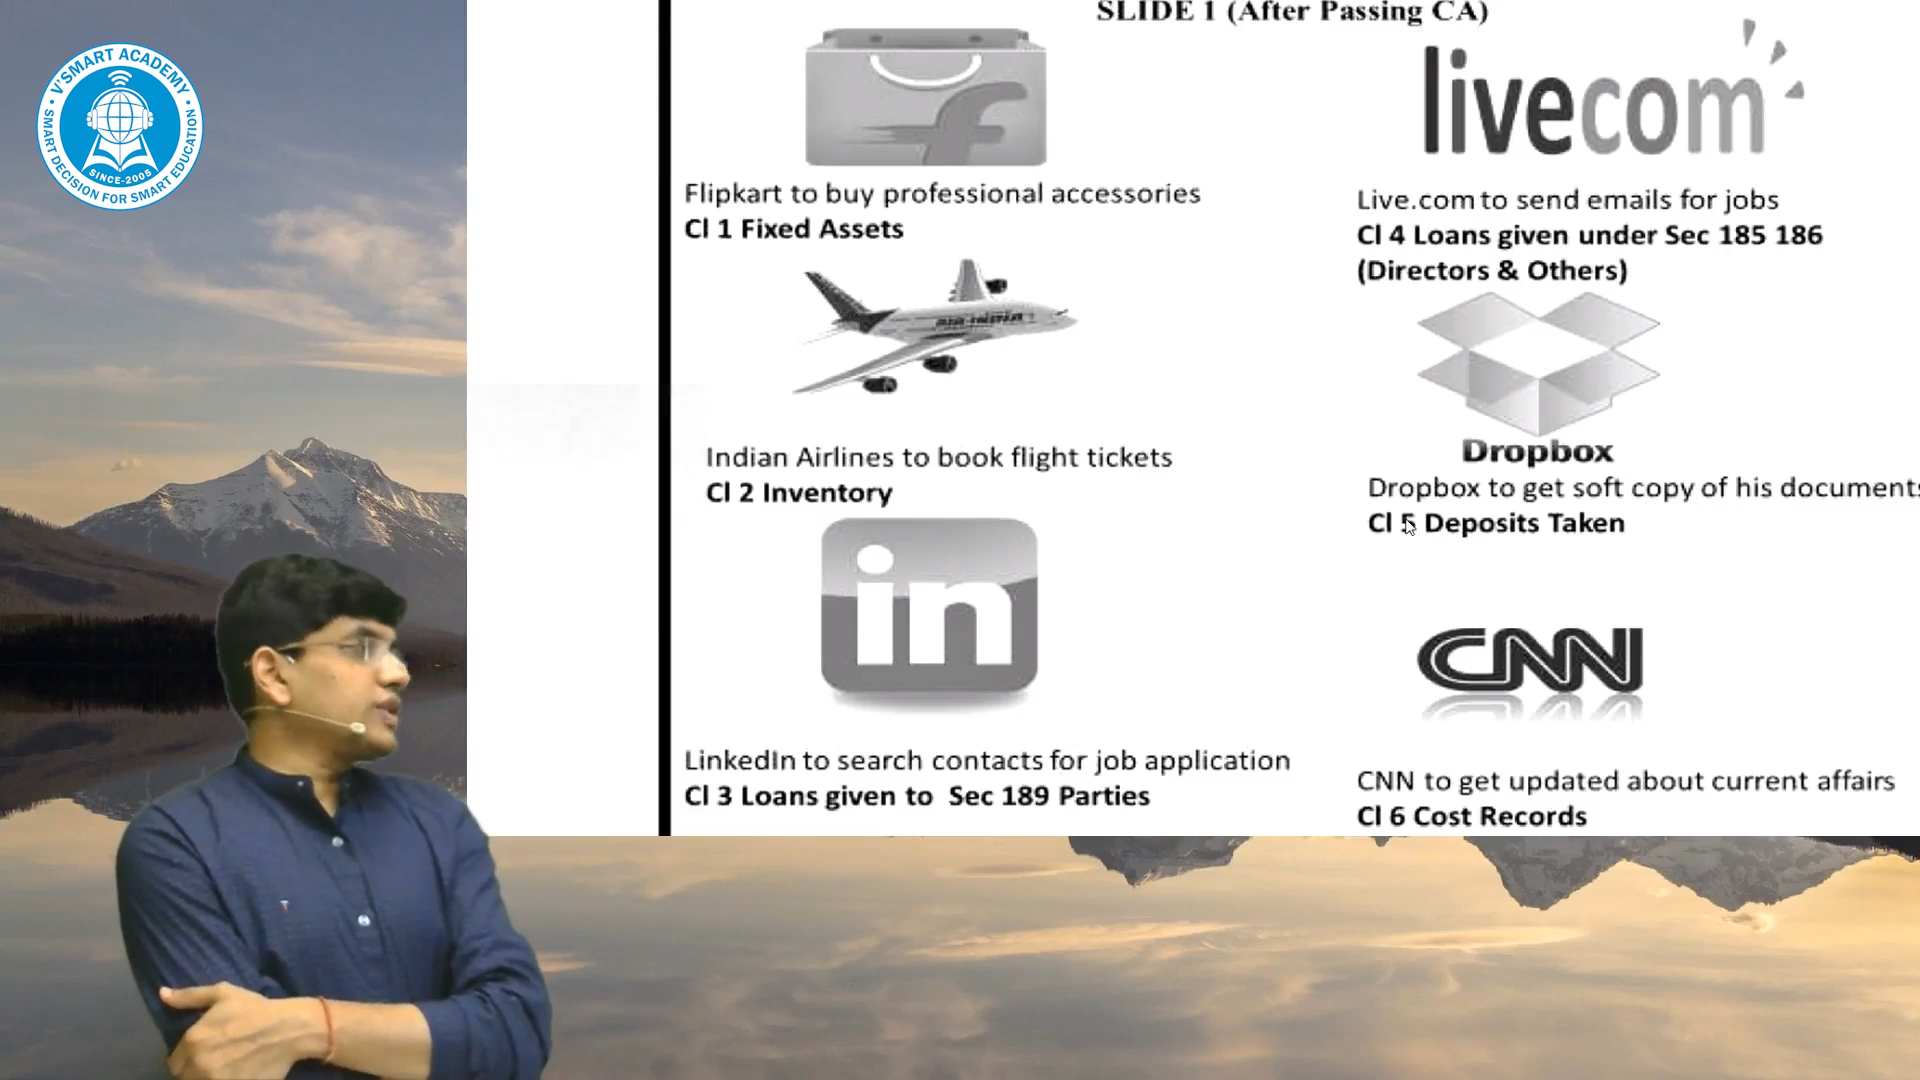 V'SMART ACADEMY
SMART DECISION FOR SMART EDUCATION
SINCE-2005
SLIDE 1 (After Passing CA)
f
Flipkart to buy professional accessories
Cl 1 Fixed Assets
Indian Airlines to book flight tickets
Cl 2 Inventory
in
LinkedIn to search contacts for job application
Cl 3 Loans given to Sec 189 Parties
livecom
Live.com to send emails for jobs
Cl 4 Loans given under Sec 185 186
(Directors & Others)
Dropbox
Dropbox to get soft copy of his documents
Cl 5 Deposits Taken
CNN
CNN to get updated about current affairs
Cl 6 Cost Records